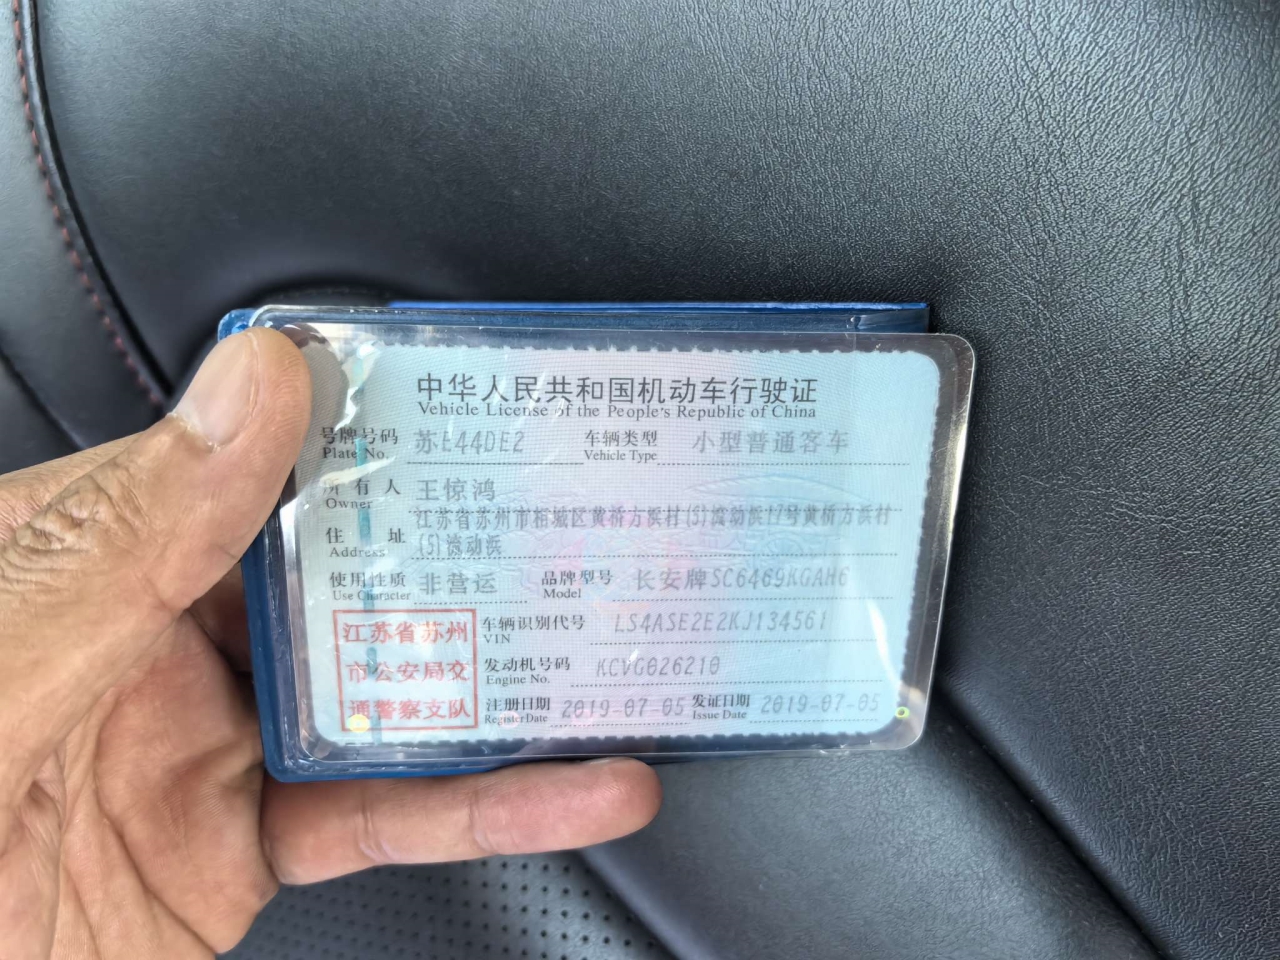 中华人民共和国机动车行驶证
Vehicle License of the People's Republic of China
号牌号码 苏E44DE2 车辆类型 小型普通客车
Plate No. Vehicle Type
所有人 王惊鸿
Owner
住址 江苏省苏州市相城区黄桥方浜村(5)流动浜17号黄桥方浜村
Address (5)流动浜
使用性质 非营运 品牌型号 长安牌SC6469KGAH6
Use Character Model
江苏省苏州 车辆识别代号 LS4ASE2E2KJ134561
VIN
市公安局交 发动机号码 KCVG026210
Engine No.
通警察支队 注册日期 2019-07-05 发证日期 2019-07-05
Register Date Issue Date